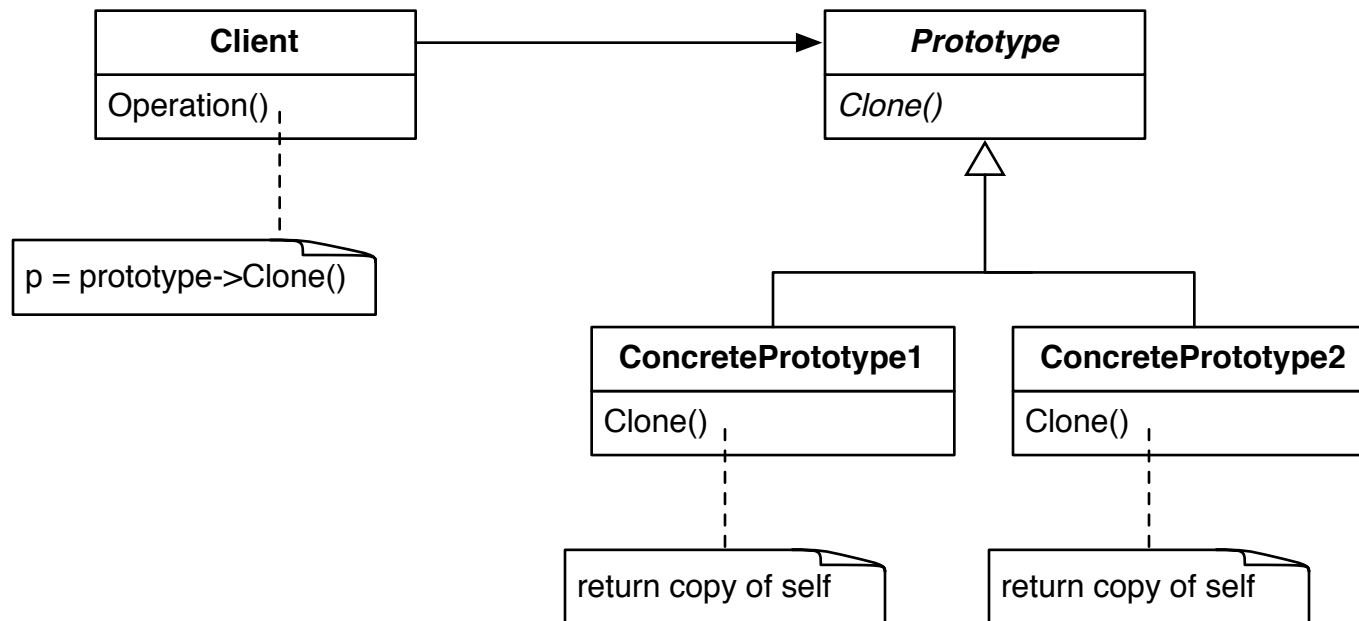 Client
Prototype
Operation()
Clone()
p = prototype->Clone()
ConcretePrototype1
ConcretePrototype2
Clone()
Clone()
return copy of self
return copy of self